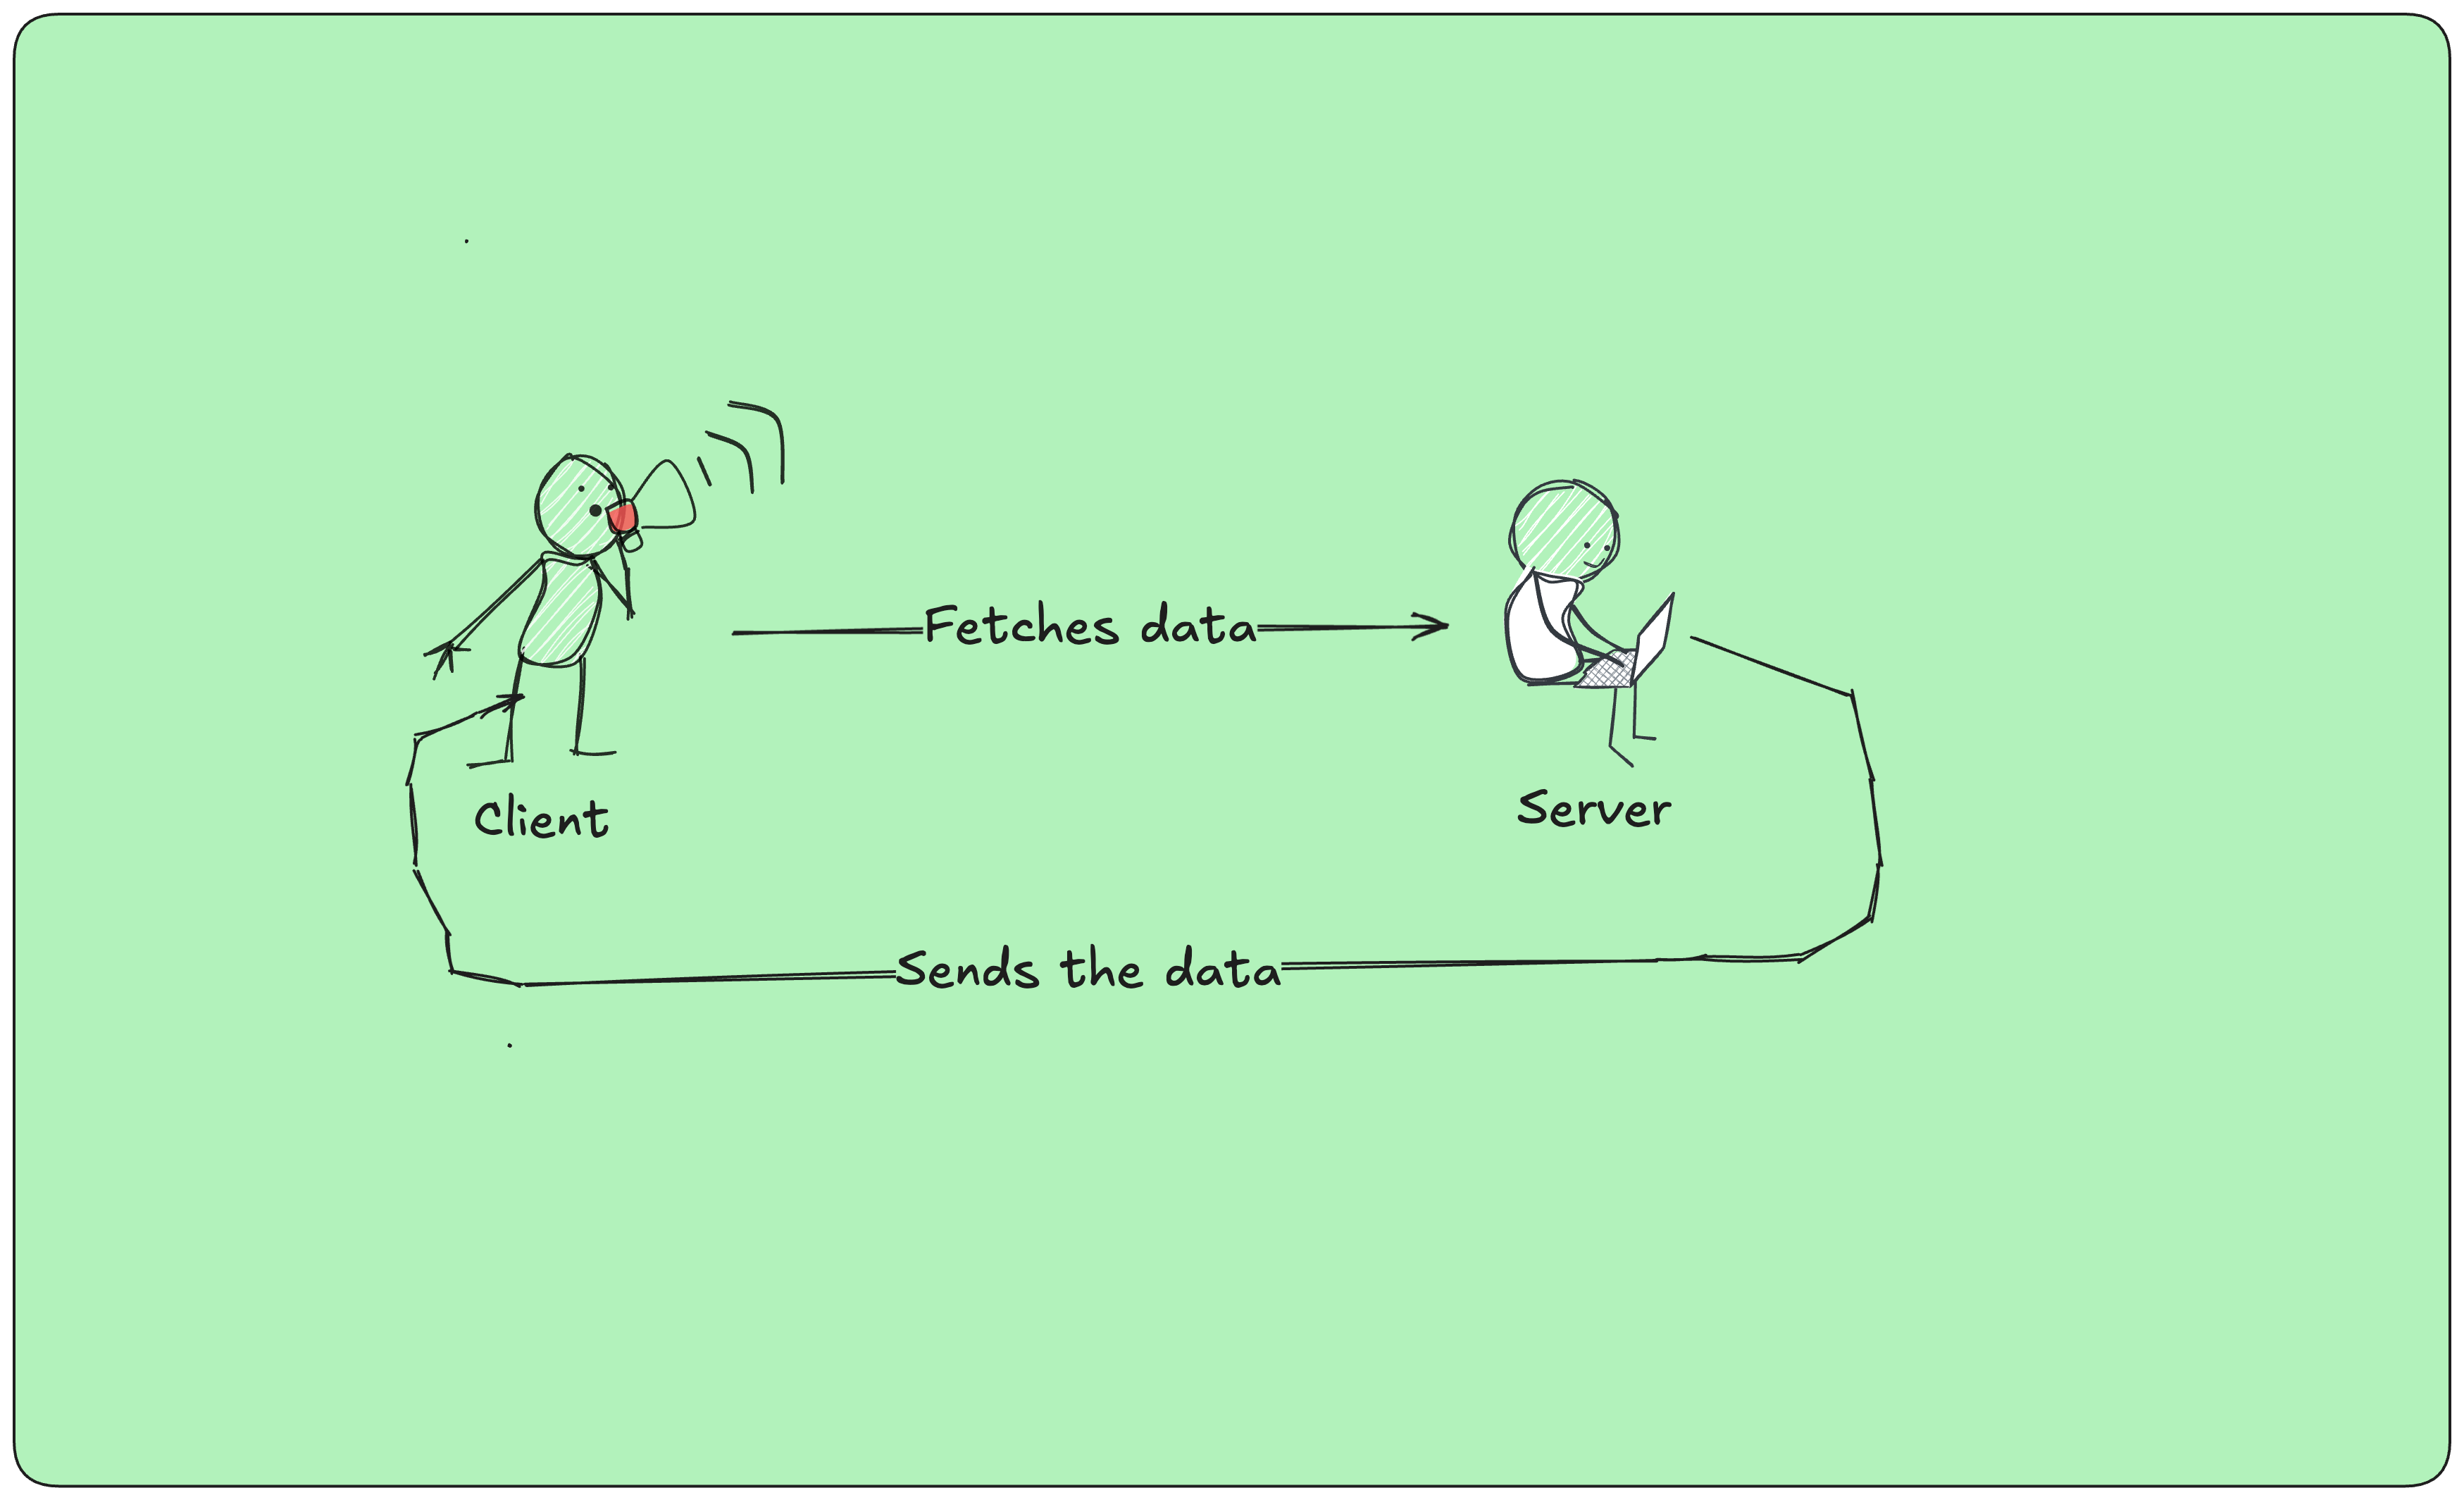 Fetches data
Client
Server
Sends the data